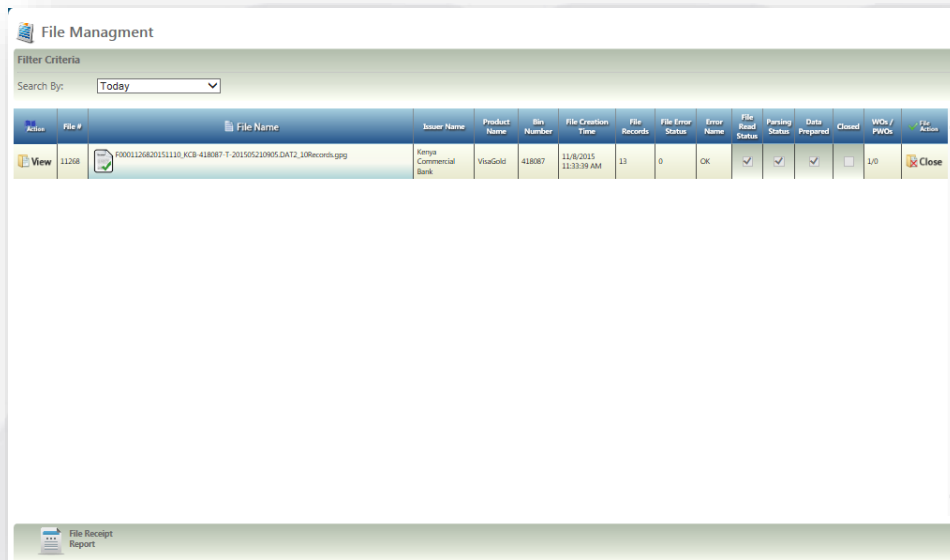 File Managment
Filter Criteria
Search By: Today
Action File # File Name Issuer Name Product Name Bin Number File Creation Time File Records File Error Status Error Name File Read Status Parsing Status Data Prepared Closed WOs / PWOs File Action
View 11268 F0001126820151110_KCB-418087-T-201505210905.DAT2_10Records.gpg Kenya Commercial Bank VisaGold 418087 11/8/2015 11:33:39 AM 13 0 OK 1/0 Close
File Receipt
Report